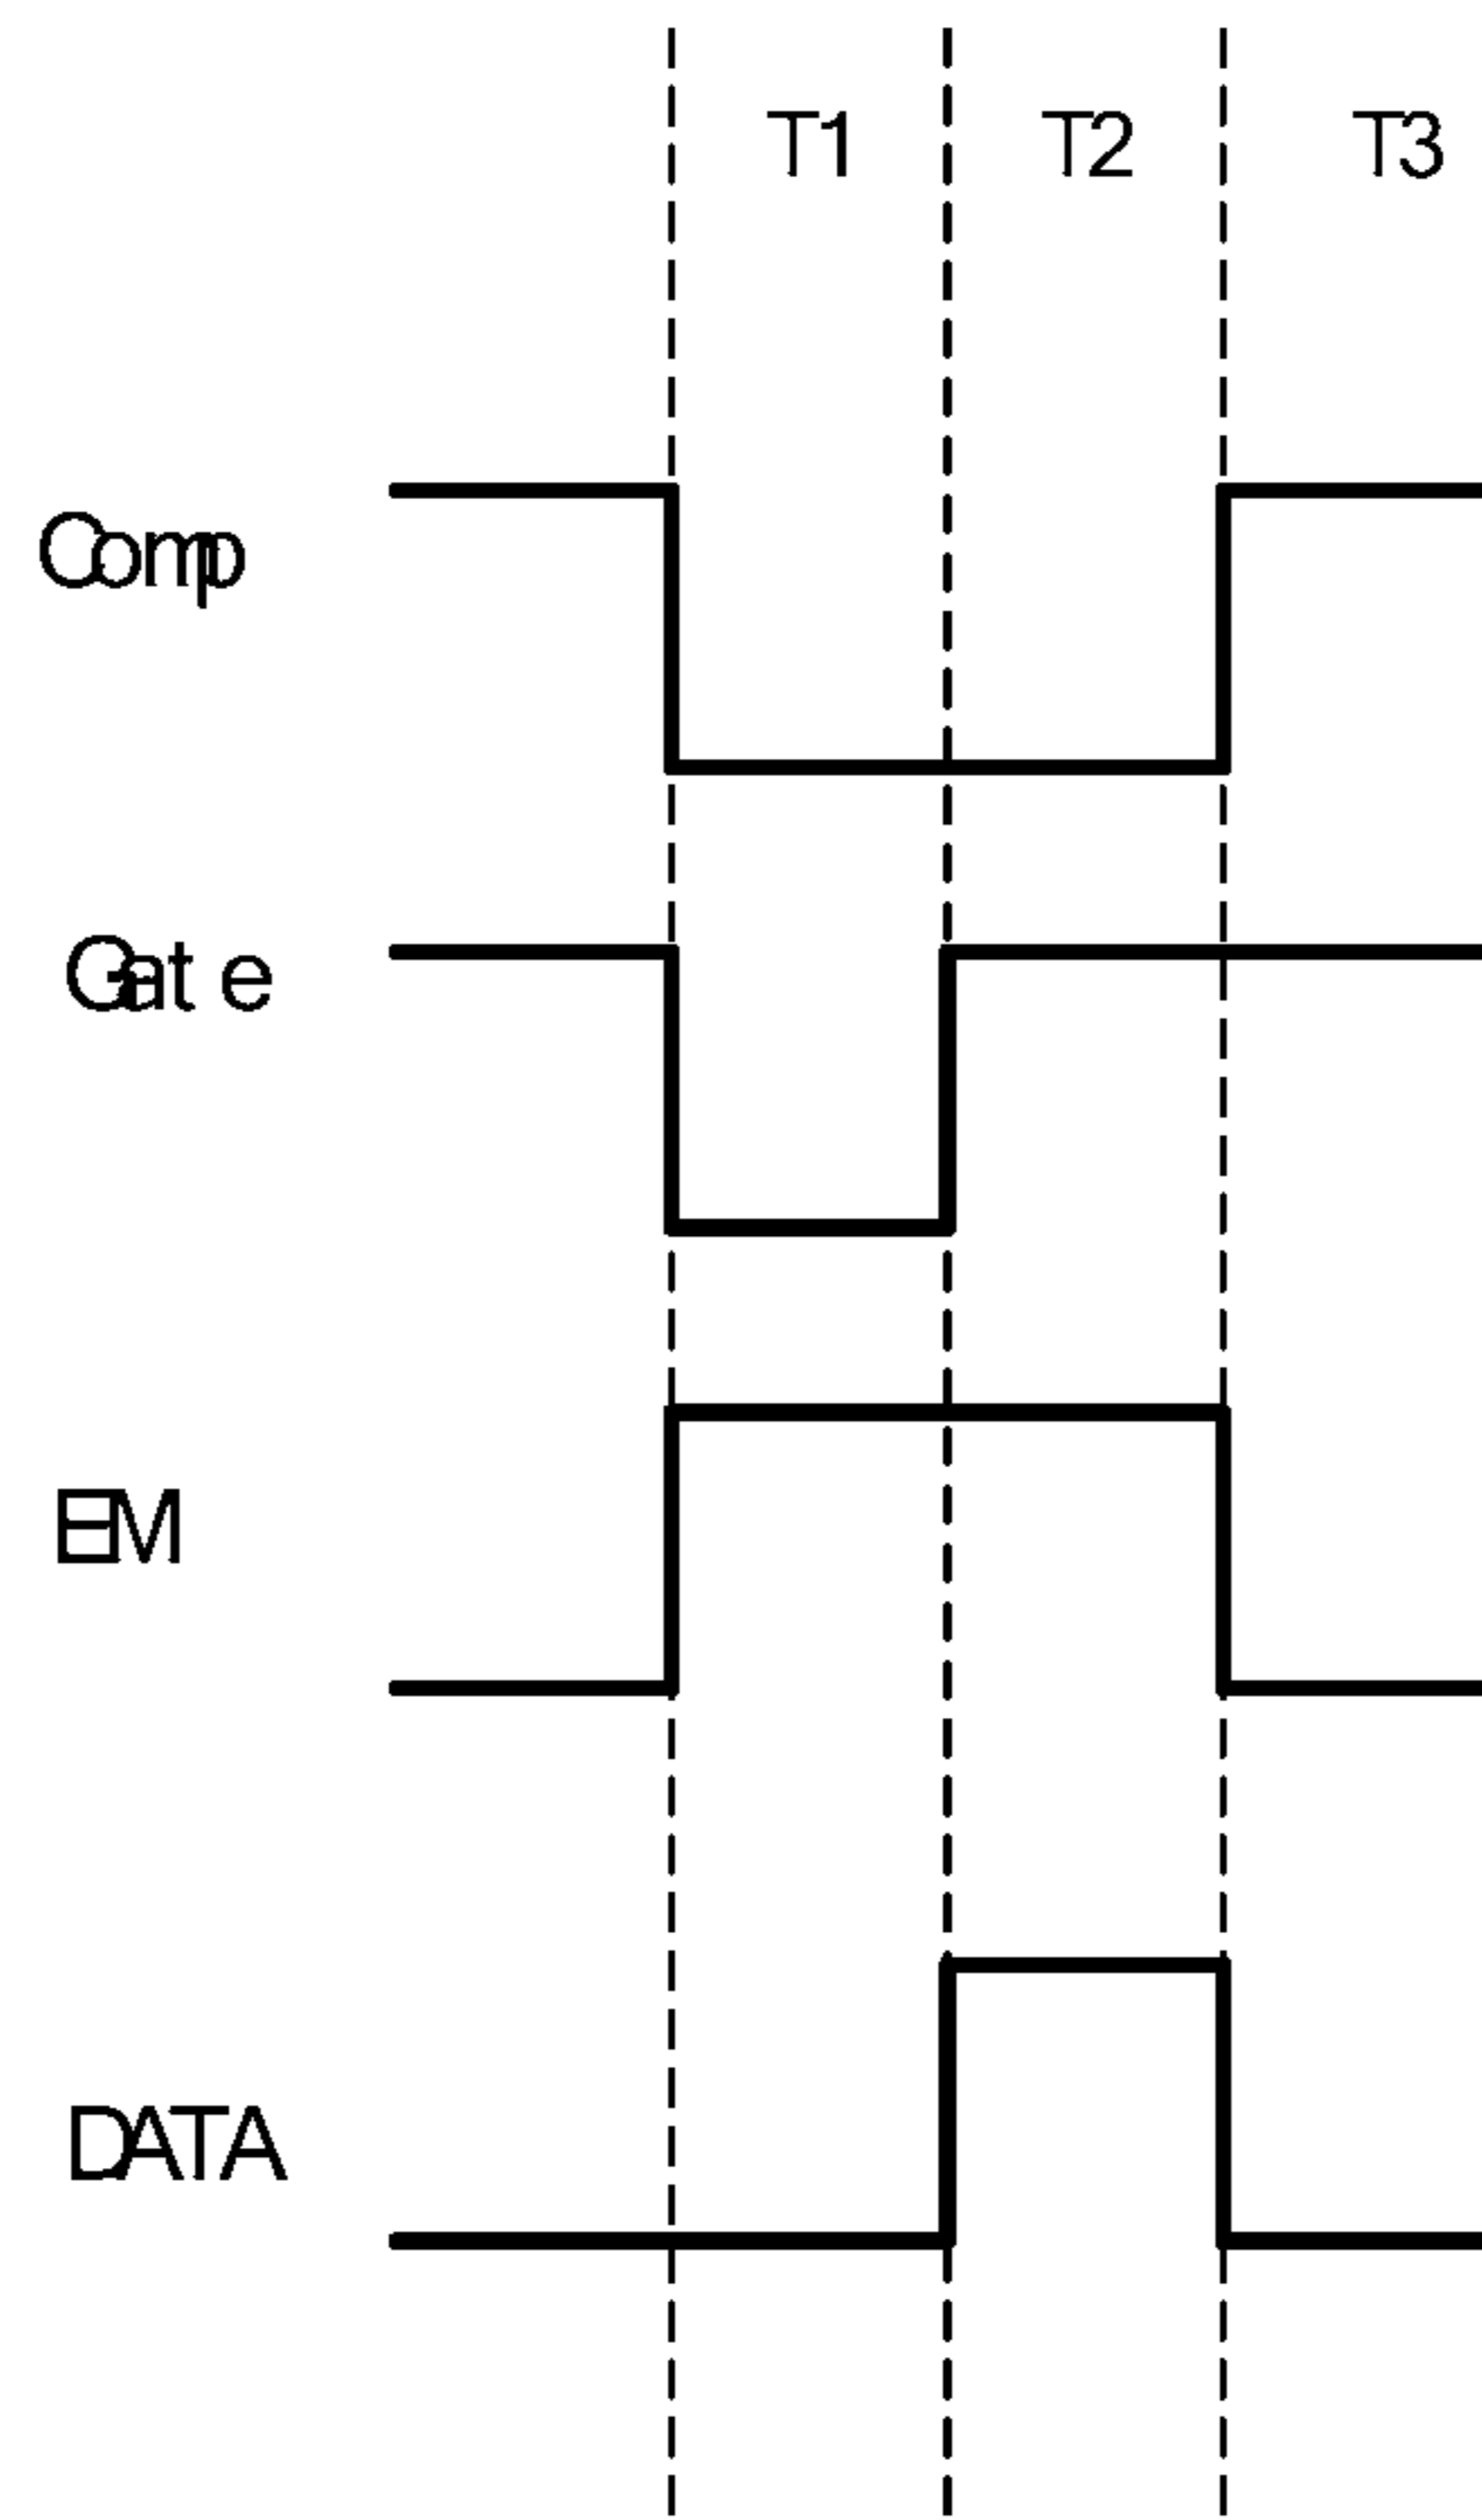 T1 T2 T3
Comp
Gate
EM
DATA